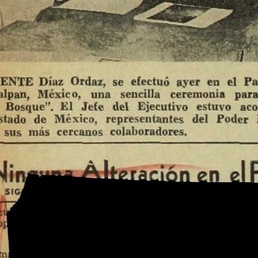 ENTE Díaz Ordaz, se efectuó ayer en el Pa
alpan, México, una sencilla ceremonia para
Bosque". El Jefe del Ejecutivo estuvo aco
stado de México, representantes del Poder
sus más cercanos colaboradores.
Ninguna Alteración en el P
SIG